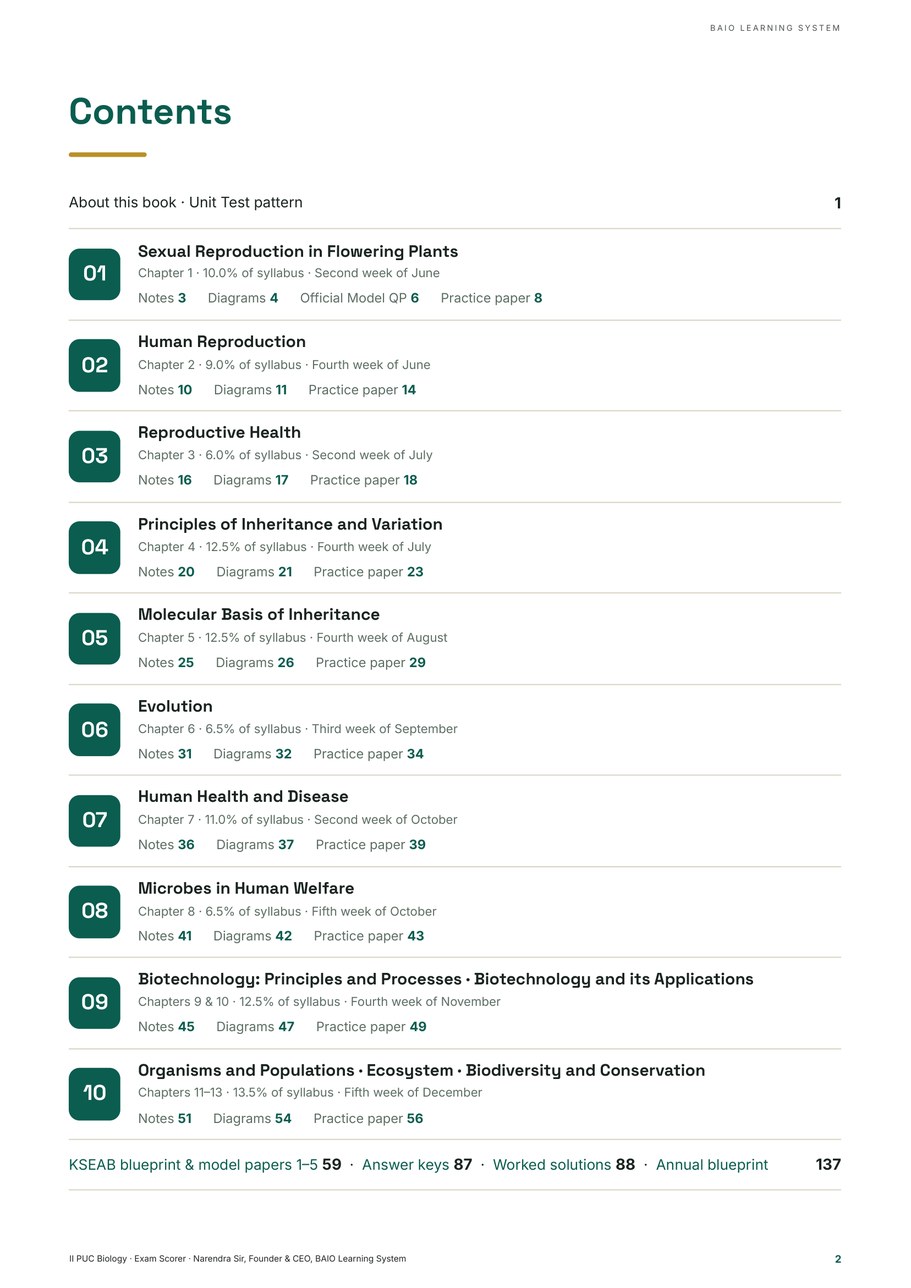 BAIO LEARNING SYSTEM
Contents
About this book · Unit Test pattern 1
01
Sexual Reproduction in Flowering Plants
Chapter 1 · 10.0% of syllabus · Second week of June
Notes 3 Diagrams 4 Official Model QP 6 Practice paper 8
02
Human Reproduction
Chapter 2 · 9.0% of syllabus · Fourth week of June
Notes 10 Diagrams 11 Practice paper 14
03
Reproductive Health
Chapter 3 · 6.0% of syllabus · Second week of July
Notes 16 Diagrams 17 Practice paper 18
04
Principles of Inheritance and Variation
Chapter 4 · 12.5% of syllabus · Fourth week of July
Notes 20 Diagrams 21 Practice paper 23
05
Molecular Basis of Inheritance
Chapter 5 · 12.5% of syllabus · Fourth week of August
Notes 25 Diagrams 26 Practice paper 29
06
Evolution
Chapter 6 · 6.5% of syllabus · Third week of September
Notes 31 Diagrams 32 Practice paper 34
07
Human Health and Disease
Chapter 7 · 11.0% of syllabus · Second week of October
Notes 36 Diagrams 37 Practice paper 39
08
Microbes in Human Welfare
Chapter 8 · 6.5% of syllabus · Fifth week of October
Notes 41 Diagrams 42 Practice paper 43
09
Biotechnology: Principles and Processes · Biotechnology and its Applications
Chapters 9 & 10 · 12.5% of syllabus · Fourth week of November
Notes 45 Diagrams 47 Practice paper 49
10
Organisms and Populations · Ecosystem · Biodiversity and Conservation
Chapters 11–13 · 13.5% of syllabus · Fifth week of December
Notes 51 Diagrams 54 Practice paper 56
KSEAB blueprint & model papers 1–5 59 · Answer keys 87 · Worked solutions 88 · Annual blueprint 137
II PUC Biology · Exam Scorer · Narendra Sir, Founder & CEO, BAIO Learning System 2